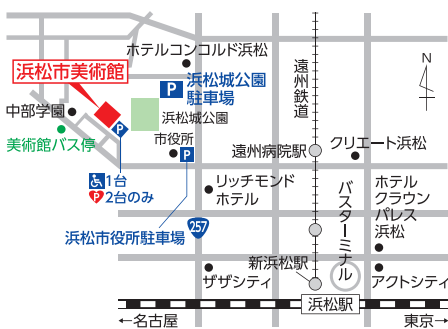 ホテルコンコルド浜松
N
浜松市美術館
P
浜松城公園
駐車場
遠州鉄道
中部学園
浜松城公園
P
市役所
P
美術館バス停
遠州病院駅
クリエート浜松
1台
P
2台のみ
リッチモンド
ホテル
バスターミナル
ホテル
クラウン
パレス
浜松
浜松市役所駐車場
257
新浜松駅
ザザシティ
アクトシティ
浜松駅
←名古屋
東京→